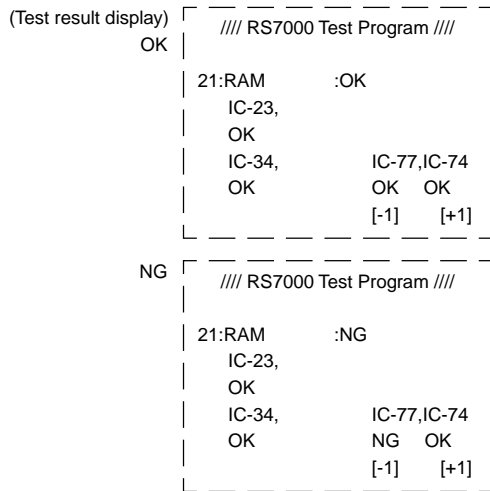 (Test result display)
OK
//// RS7000 Test Program ////
21:RAM :OK
IC-23,
OK
IC-34, IC-77,IC-74
OK OK OK
[-1] [+1]
NG
//// RS7000 Test Program ////
21:RAM :NG
IC-23,
OK
IC-34, IC-77,IC-74
OK NG OK
[-1] [+1]